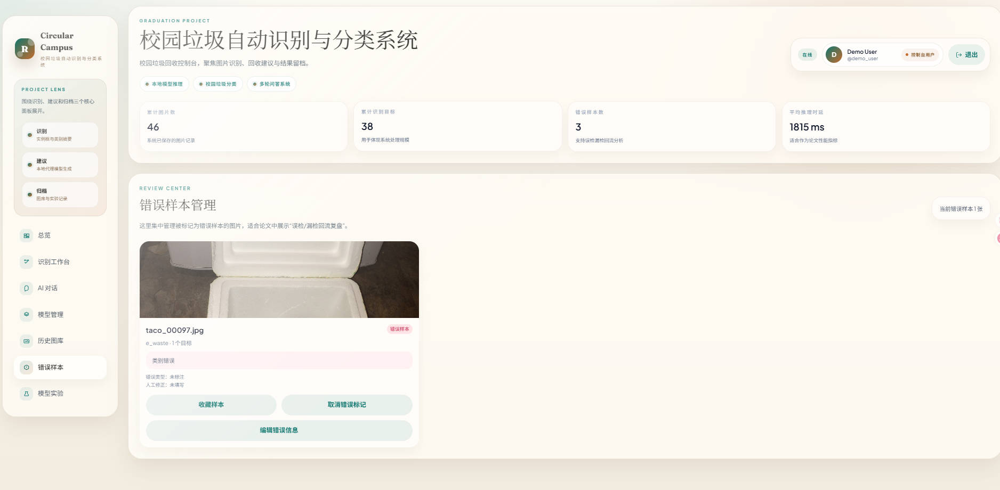 R
Circular
Campus
校园垃圾自动识别与分类系
统
PROJECT LENS
围绕识别、建议和归档三个核心
面板展开。
识别
实例框与类别摘要
建议
本地代理模型生成
归档
图库与实验记录
总览
识别工作台
AI 对话
模型管理
历史图库
错误样本
模型实验
GRADUATION PROJECT
校园垃圾自动识别与分类系统
校园垃圾回收控制台，聚焦图片识别、回收建议与结果留档。
本地模型推理
校园垃圾分类
多轮问答系统
在线
D
Demo User
@demo_user
控制台用户
退出
累计图片数
46
系统已保存的图片记录
累计识别目标
38
用于体现系统处理规模
错误样本数
3
支持误检漏检回流分析
平均推理时延
1815 ms
适合作为论文性能指标
REVIEW CENTER
错误样本管理
这里集中管理被标记为错误样本的图片，适合论文中展示“误检/漏检回流复盘”。
当前错误样本 1 张
taco_00097.jpg
错误样本
e_waste · 1 个目标
类别错误
错误类型：未标注
人工修正：未填写
收藏样本
取消错误标记
编辑错误信息